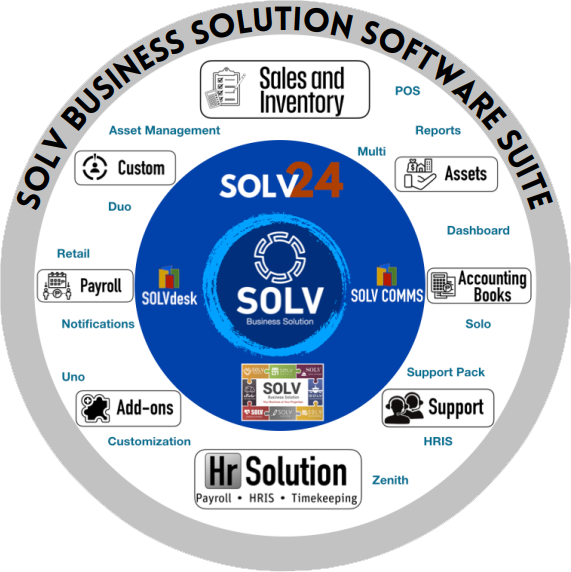 SOLV BUSINESS SOLUTION SOFTWARE SUITE
Sales and
Inventory
POS
Asset Management
Reports
Multi
Custom
Assets
SOLV24
Duo
Dashboard
Retail
Payroll
SOLVdesk
SOLV
Business Solution
SOLV COMMS
Accounting
Books
Notifications
Solo
Uno
Support Pack
SOLV
Business Solution
SOLV
Add-ons
Support
Customization
HRIS
Hr Solution
Payroll • HRIS • Timekeeping
Zenith